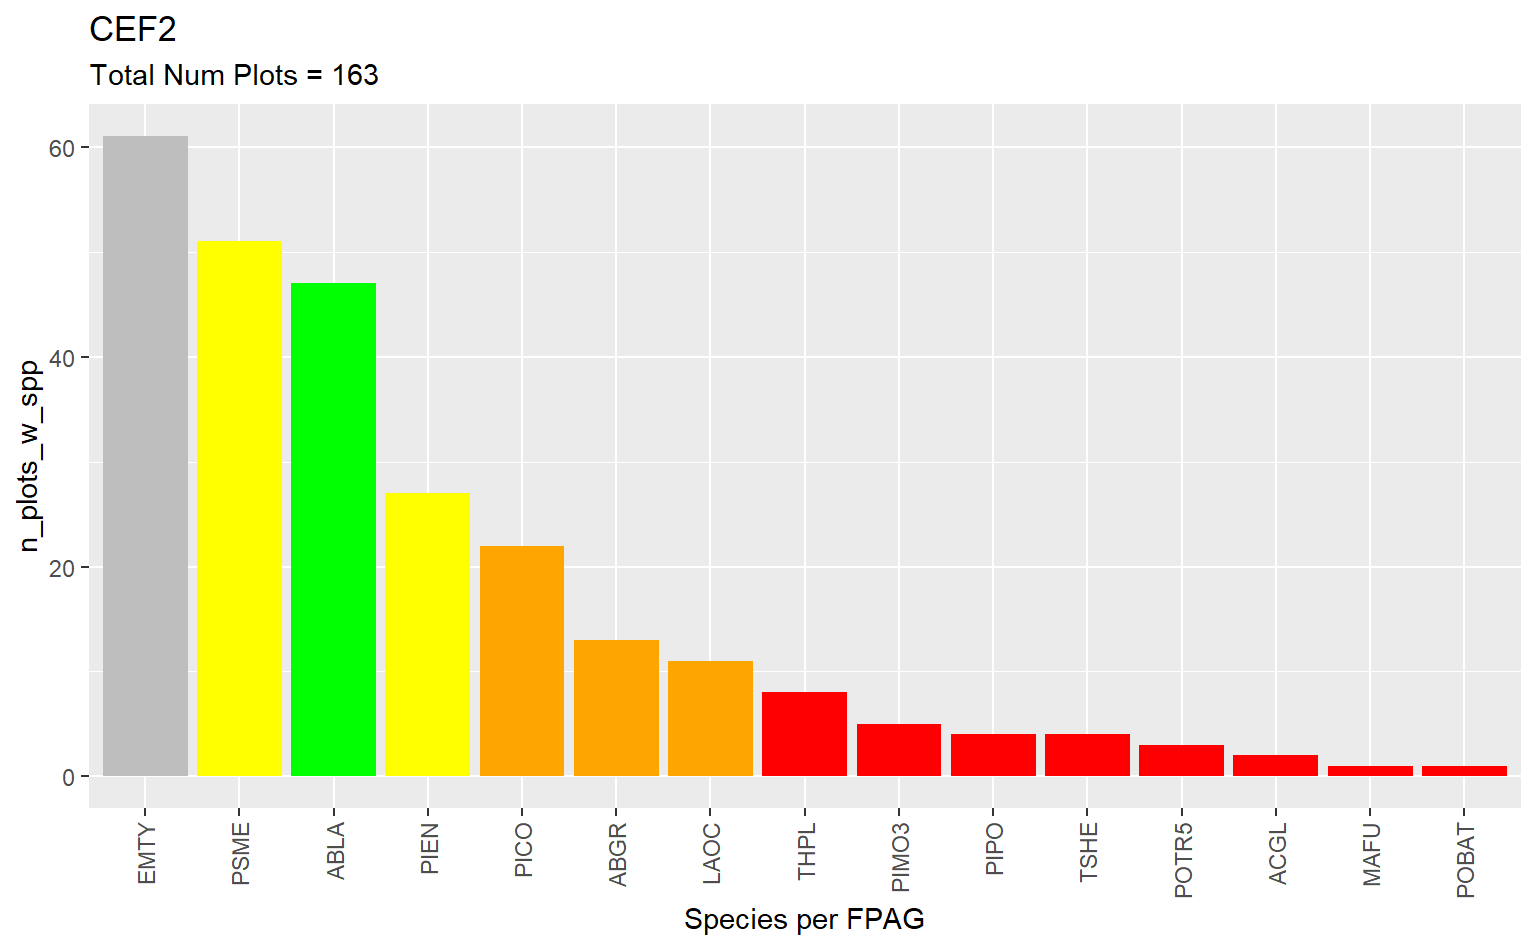 CEF2
Total Num Plots = 163
n_plots_w_spp
60
40
20
0
EMTY
PSME
ABLA
PIEN
PICO
ABGR
LAOC
THPL
PIMO3
PIPO
TSHE
POTR5
ACGL
MAFU
POBAT
Species per FPAG